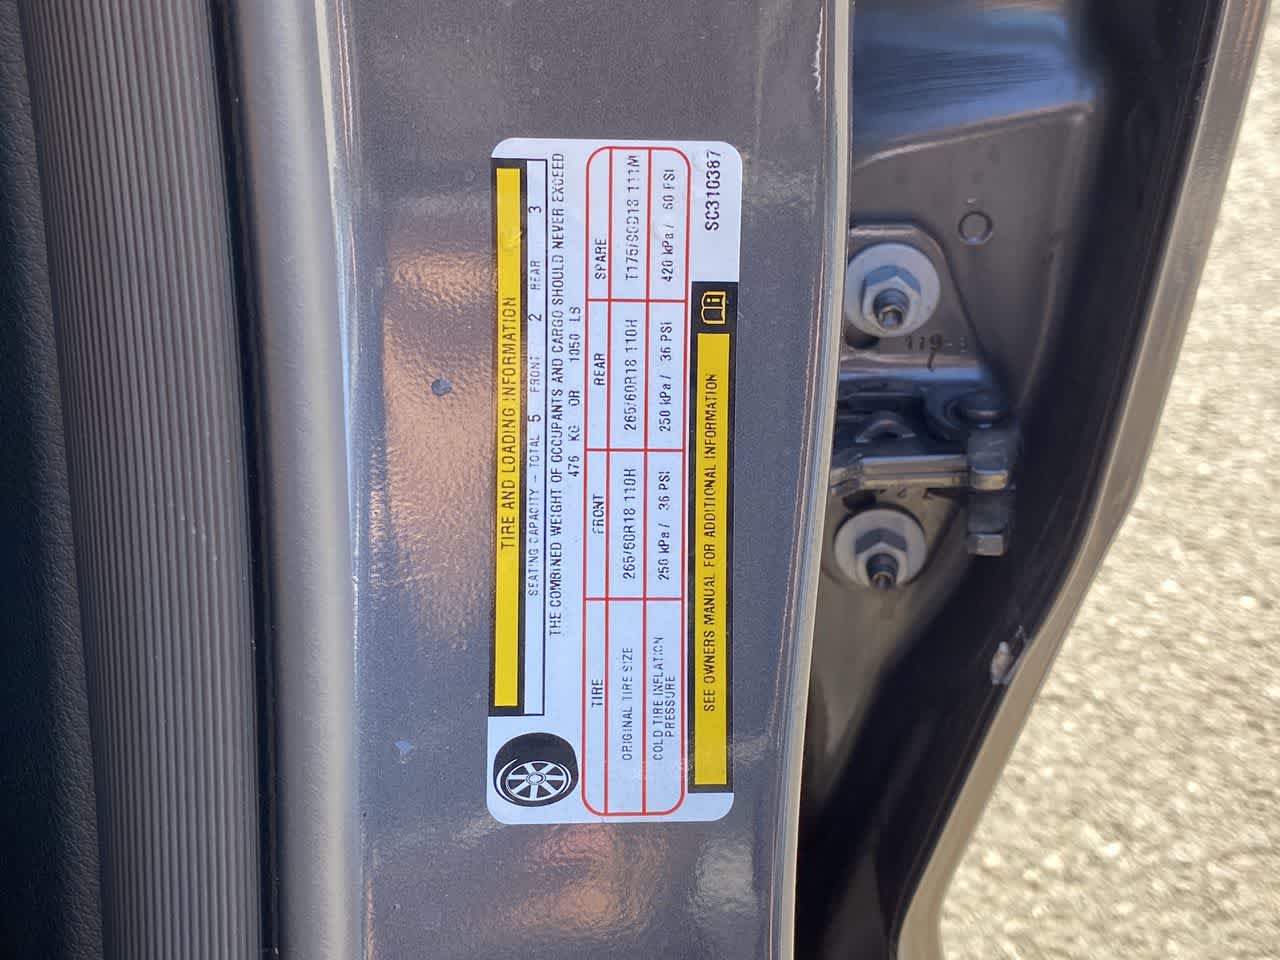 TIRE AND LOADING INFORMATION
SEATING CAPACITY – TOTAL 5 FRONT 2 REAR 3
THE COMBINED WEIGHT OF OCCUPANTS AND CARGO SHOULD NEVER EXCEED
476 KG OR 1050 LB
TIRE FRONT REAR SPARE
ORIGINAL TIRE SIZE 265/60R18 110H 265/60R18 110H T175/90D18 111M
COLD TIRE INFLATION PRESSURE 250 kPa / 36 PSI 250 kPa / 36 PSI 420 kPa / 60 PSI
SEE OWNERS MANUAL FOR ADDITIONAL INFORMATION
SC310387